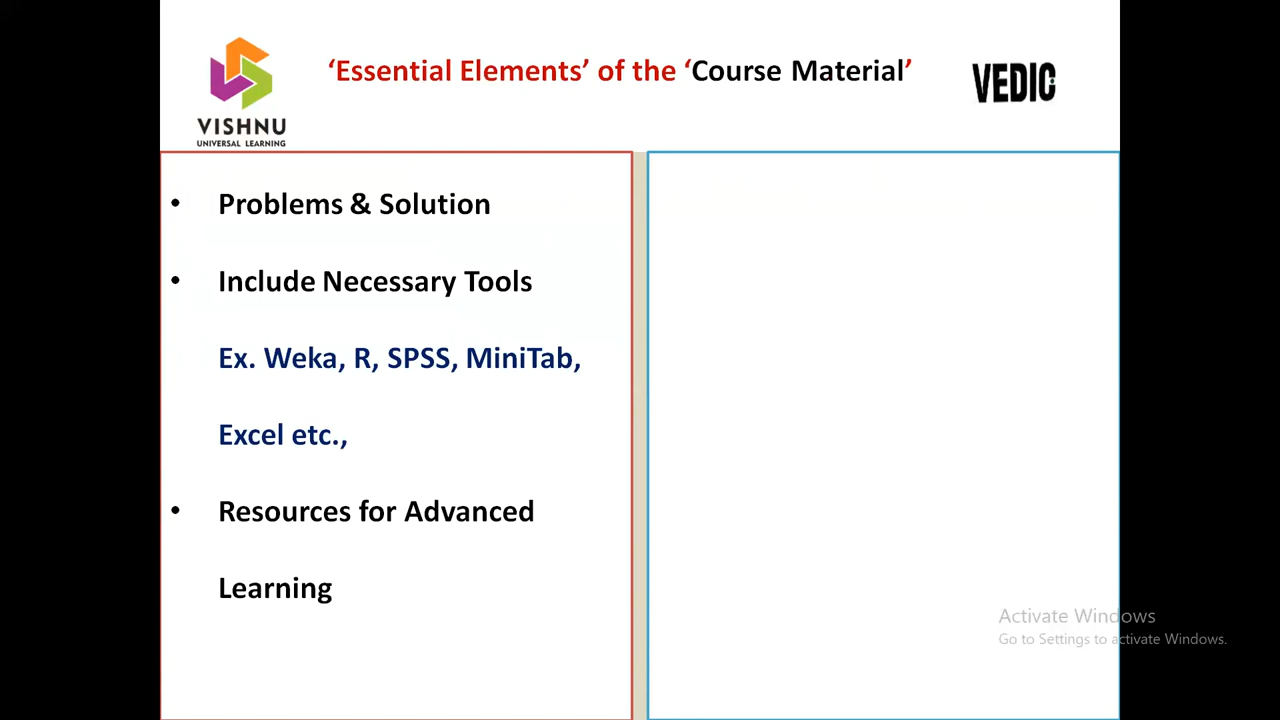 ‘Essential Elements’ of the ‘Course Material’
VISHNU
UNIVERSAL LEARNING
VEDIC
• Problems & Solution
• Include Necessary Tools
Ex. Weka, R, SPSS, MiniTab,
Excel etc.,
• Resources for Advanced
Learning
Activate Windows
Go to Settings to activate Windows.